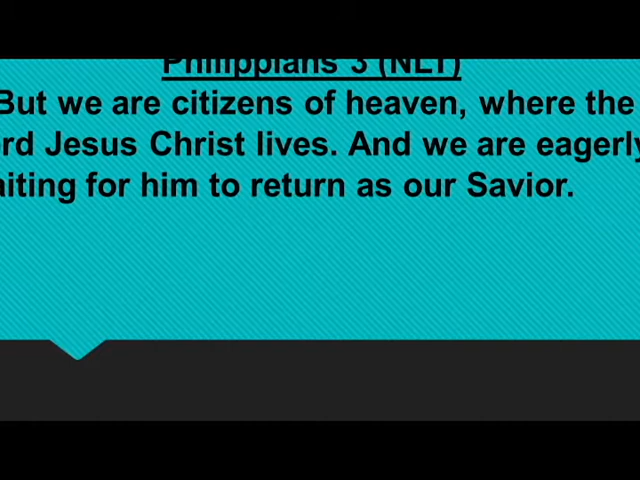 Philippians 3 (NLT)
But we are citizens of heaven, where the
ord Jesus Christ lives. And we are eagerly
aiting for him to return as our Savior.